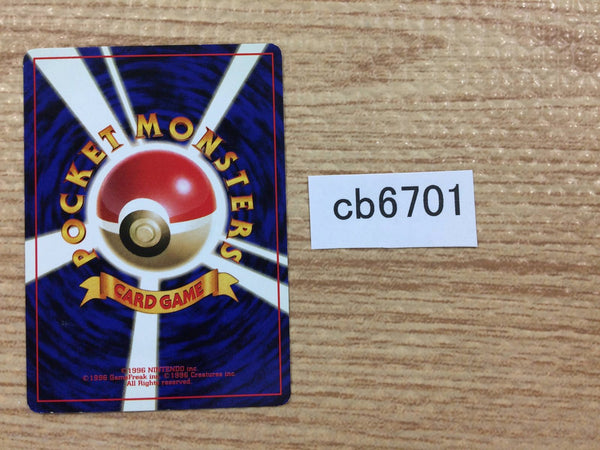 POCKET MONSTERS
CARD GAME
©1996 NINTENDO inc.
©1996 GameFreak inc. ©1996 Creatures inc.
All Rights reserved.
cb6701